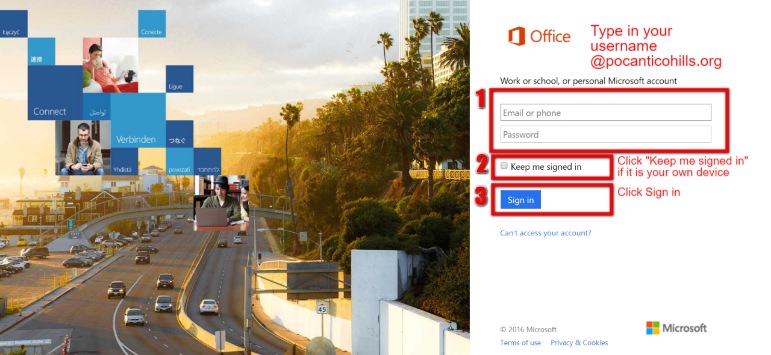 Łączyć
Conecte
連接
Ligue
Connect
تواصل
Verbinden
つなぐ
Yhdistä
powezati
להתחבר
45
Office
Type in your
username
@pocanticohills.org
Work or school, or personal Microsoft account
1
Email or phone
Password
2
Keep me signed in
Click "Keep me signed in"
if it is your own device
3
Sign in
Click Sign in
Can't access your account?
© 2016 Microsoft
Microsoft
Terms of use Privacy & Cookies